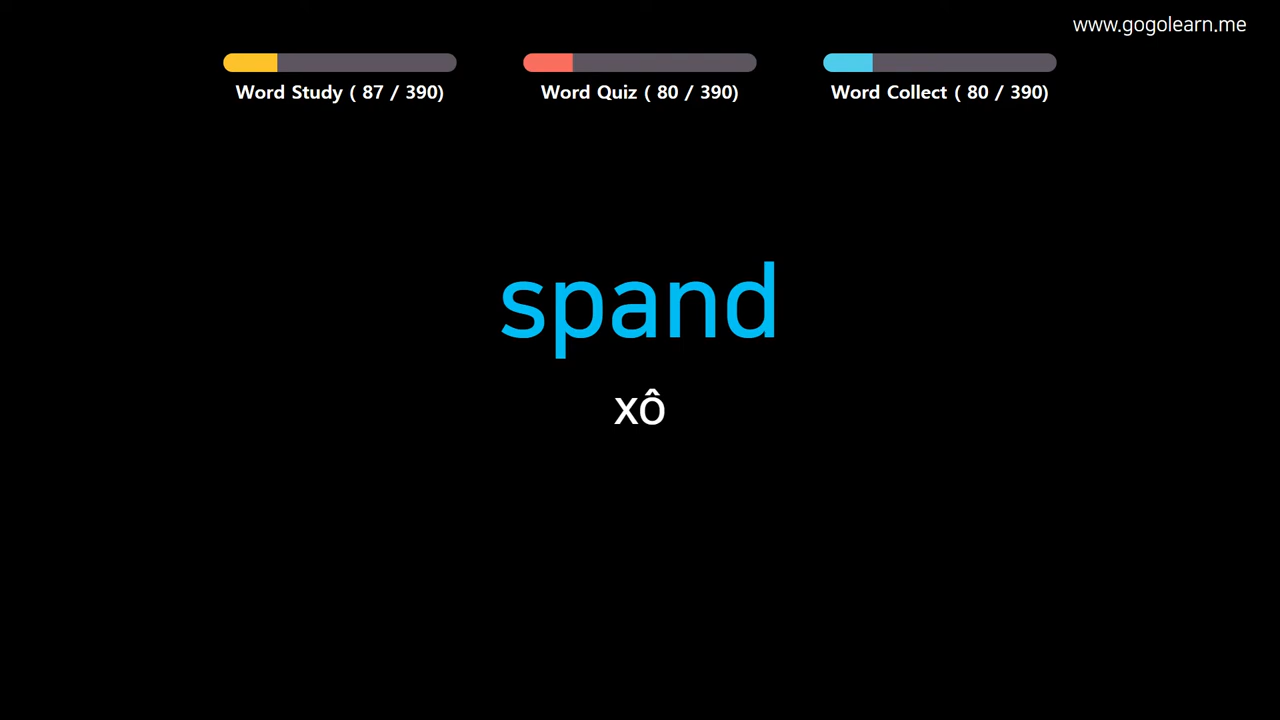 www.gogolearn.me
Word Study ( 87 / 390)
Word Quiz ( 80 / 390)
Word Collect ( 80 / 390)
spand
xô